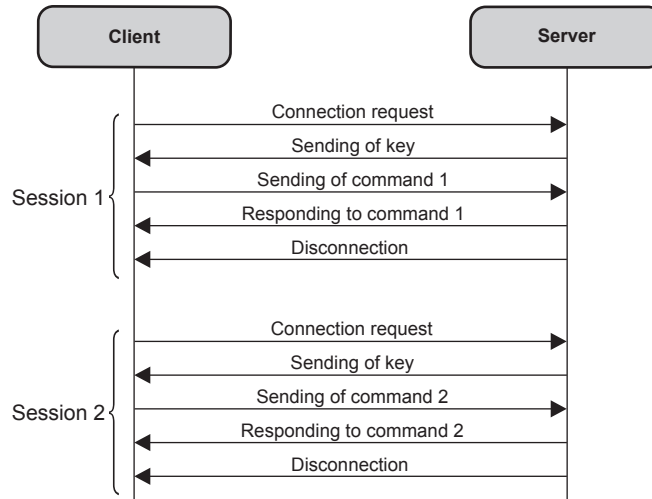 Client
Server
Connection request
Sending of key
Sending of command 1
Session 1
Responding to command 1
Disconnection
Connection request
Sending of key
Sending of command 2
Session 2
Responding to command 2
Disconnection